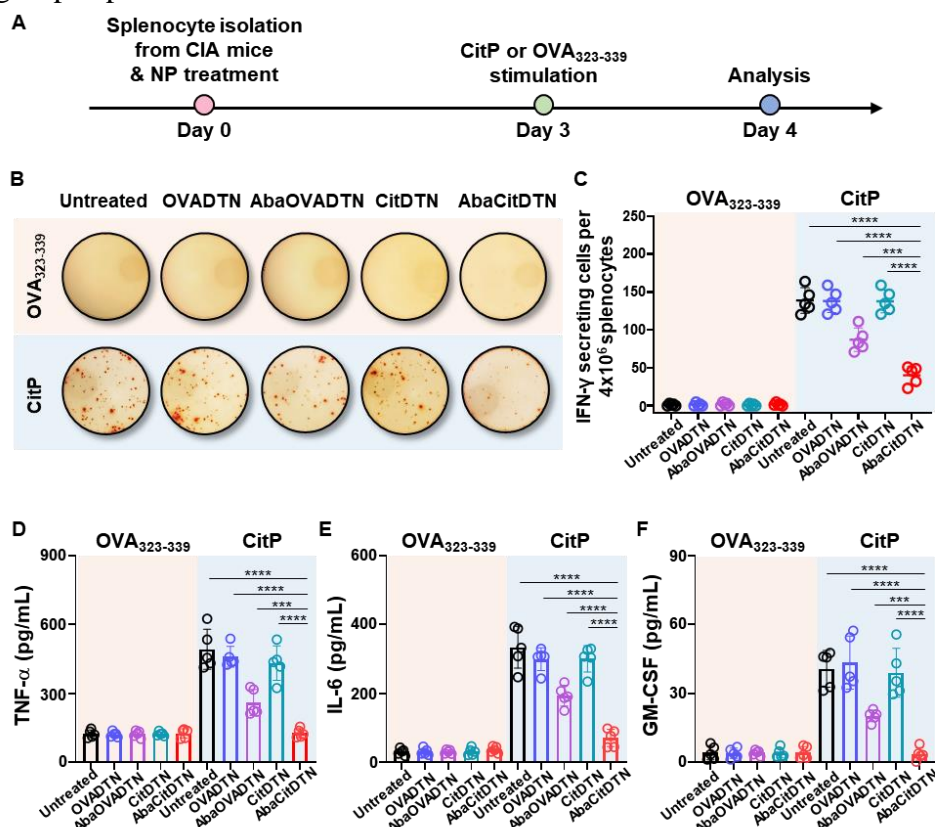 A
Splenocyte isolation
from CIA mice
& NP treatment
CitP or OVA323-339
stimulation
Analysis
Day 0
Day 3
Day 4
B
Untreated OVADTN AbaOVADTN CitDTN AbaCitDTN
OVA323-339
CitP
C
OVA323-339 CitP
IFN-γ secreting cells per
4x10⁶ splenocytes
250
200
150
100
50
0
****
****
***
****
Untreated
OVADTN
AbaOVADTN
CitDTN
AbaCitDTN
Untreated
OVADTN
AbaOVADTN
CitDTN
AbaCitDTN
D
OVA323-339 CitP
TNF-α (pg/mL)
900
600
300
0
****
****
***
****
Untreated
OVADTN
AbaOVADTN
CitDTN
AbaCitDTN
Untreated
OVADTN
AbaOVADTN
CitDTN
AbaCitDTN
E
OVA323-339 CitP
IL-6 (pg/mL)
600
400
200
0
****
****
****
****
Untreated
OVADTN
AbaOVADTN
CitDTN
AbaCitDTN
Untreated
OVADTN
AbaOVADTN
CitDTN
AbaCitDTN
F
OVA323-339 CitP
GM-CSF (pg/mL)
90
60
30
0
****
****
***
****
Untreated
OVADTN
AbaOVADTN
CitDTN
AbaCitDTN
Untreated
OVADTN
AbaOVADTN
CitDTN
AbaCitDTN